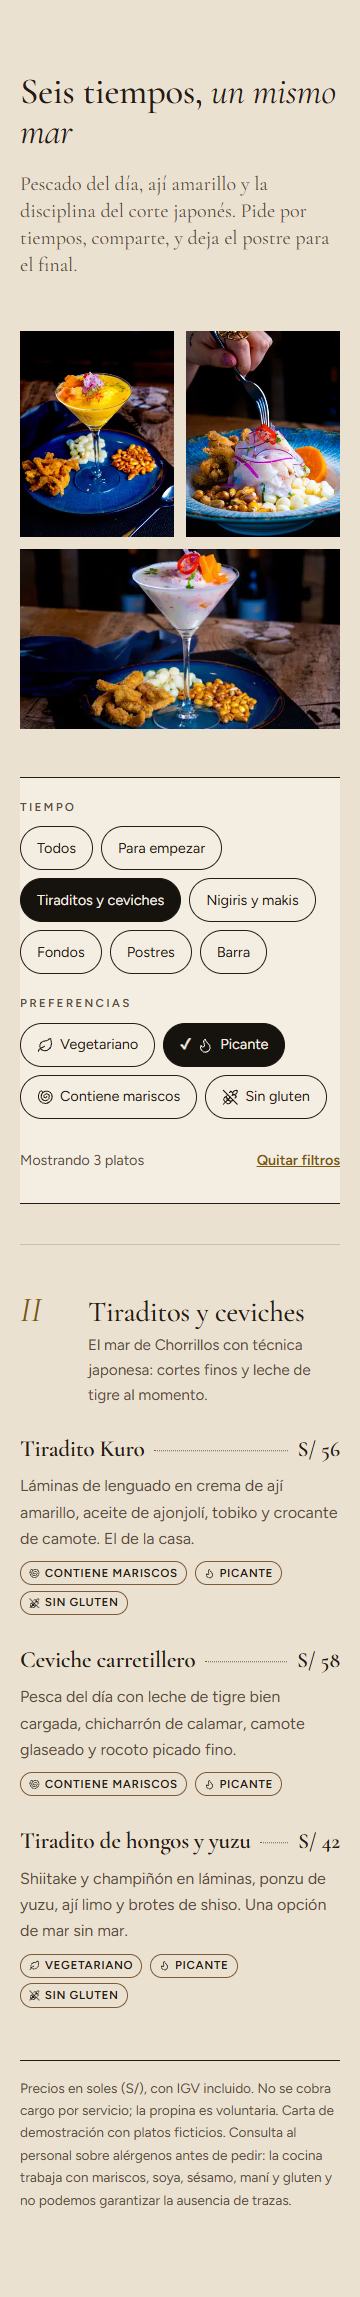 Seis tiempos, un mismo
mar
Pescado del día, ají amarillo y la
disciplina del corte japonés. Pide por
tiempos, comparte, y deja el postre para
el final.
TIEMPO
Todos
Para empezar
Tiraditos y ceviches
Nigiris y makis
Fondos
Postres
Barra
PREFERENCIAS
Vegetariano
✓ Picante
Contiene mariscos
Sin gluten
Mostrando 3 platos
Quitar filtros
II
Tiraditos y ceviches
El mar de Chorrillos con técnica
japonesa: cortes finos y leche de
tigre al momento.
Tiradito Kuro S/ 56
Láminas de lenguado en crema de ají
amarillo, aceite de ajonjolí, tobiko y crocante
de camote. El de la casa.
CONTIENE MARISCOS
PICANTE
SIN GLUTEN
Ceviche carretillero S/ 58
Pesca del día con leche de tigre bien
cargada, chicharrón de calamar, camote
glaseado y rocoto picado fino.
CONTIENE MARISCOS
PICANTE
Tiradito de hongos y yuzu S/ 42
Shiitake y champiñón en láminas, ponzu de
yuzu, ají limo y brotes de shiso. Una opción
de mar sin mar.
VEGETARIANO
PICANTE
SIN GLUTEN
Precios en soles (S/), con IGV incluido. No se cobra
cargo por servicio; la propina es voluntaria. Carta de
demostración con platos ficticios. Consulta al
personal sobre alérgenos antes de pedir: la cocina
trabaja con mariscos, soya, sésamo, maní y gluten y
no podemos garantizar la ausencia de trazas.